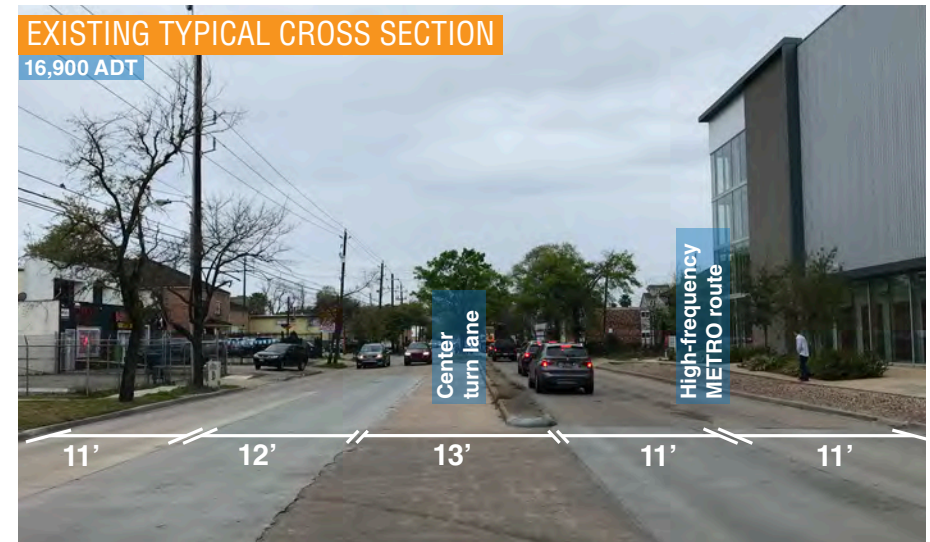 EXISTING TYPICAL CROSS SECTION
16,900 ADT
Center
turn lane
High-frequency
METRO route
11’
12’
13’
11’
11’